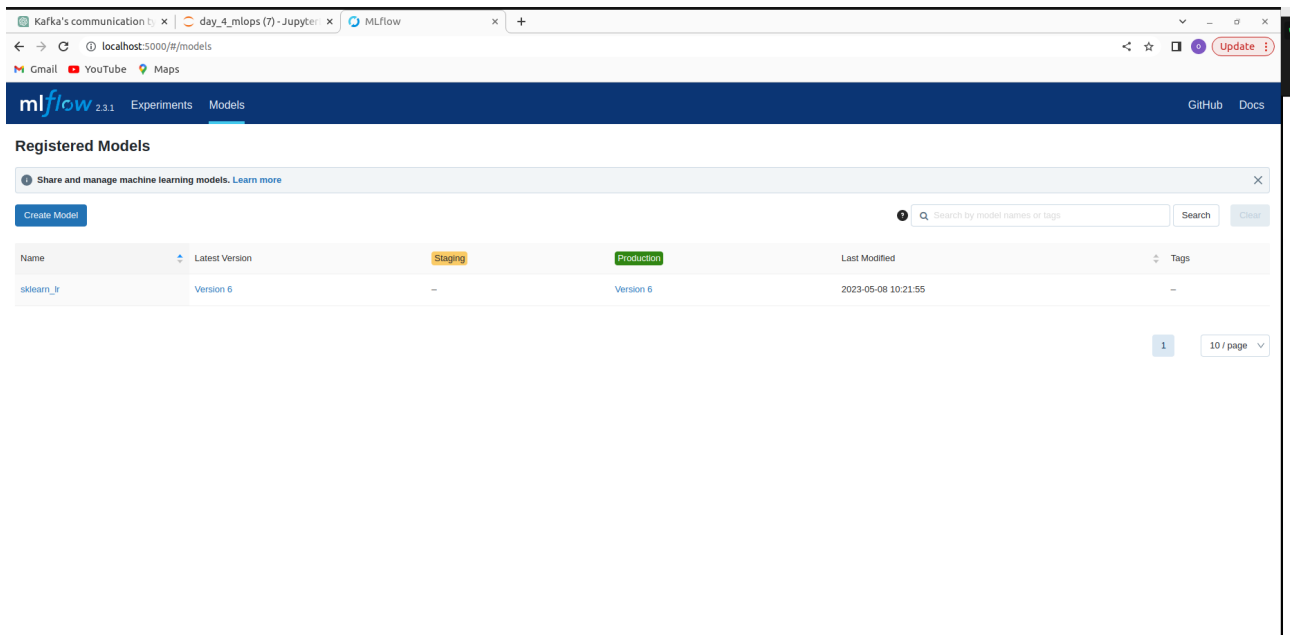 Kafka's communication ty day_4_mlops (7) - Jupyter MLflow
localhost:5000/#/models Update
Gmail YouTube Maps
mlflow 2.3.1 Experiments Models GitHub Docs
Registered Models
Share and manage machine learning models. Learn more
Create Model Search by model names or tags Search Clear
Name Latest Version Staging Production Last Modified Tags
sklearn_lr Version 6 – Version 6 2023-05-08 10:21:55 –
1 10 / page